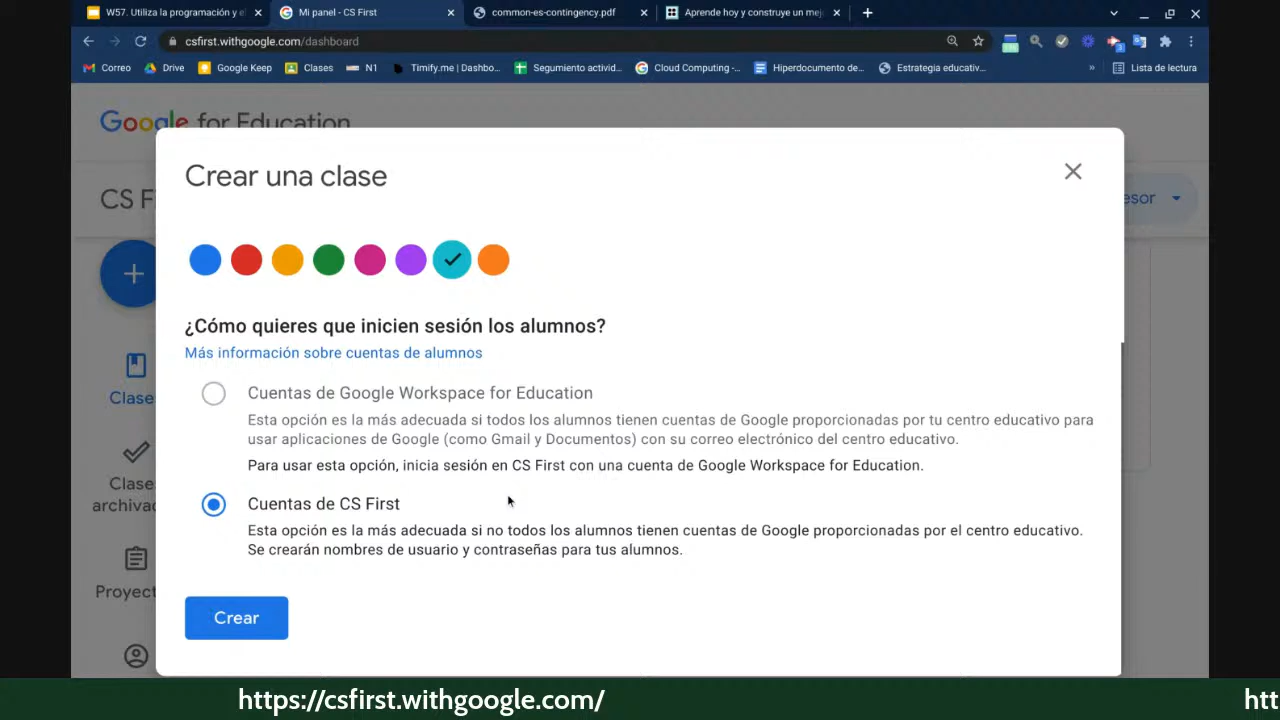 W57. Utiliza la programación y el
Mi panel - CS First
common-es-contingency.pdf
Aprende hoy y construye un mej
csfirst.withgoogle.com/dashboard
Correo
Drive
Google Keep
Clases
N1
Timify.me | Dashbo...
Segumiento activid...
Cloud Computing -...
Hiperdocumento de...
Estrategia educativ...
»
Lista de lectura
Google for Education
Crear una clase
CS F
esor
¿Cómo quieres que inicien sesión los alumnos?
Más información sobre cuentas de alumnos
Clase
Cuentas de Google Workspace for Education
Esta opción es la más adecuada si todos los alumnos tienen cuentas de Google proporcionadas por tu centro educativo para
usar aplicaciones de Google (como Gmail y Documentos) con su correo electrónico del centro educativo.
Para usar esta opción, inicia sesión en CS First con una cuenta de Google Workspace for Education.
Clase
archivad
Cuentas de CS First
Esta opción es la más adecuada si no todos los alumnos tienen cuentas de Google proporcionadas por el centro educativo.
Se crearán nombres de usuario y contraseñas para tus alumnos.
Proyect
Crear
https://csfirst.withgoogle.com/
htt